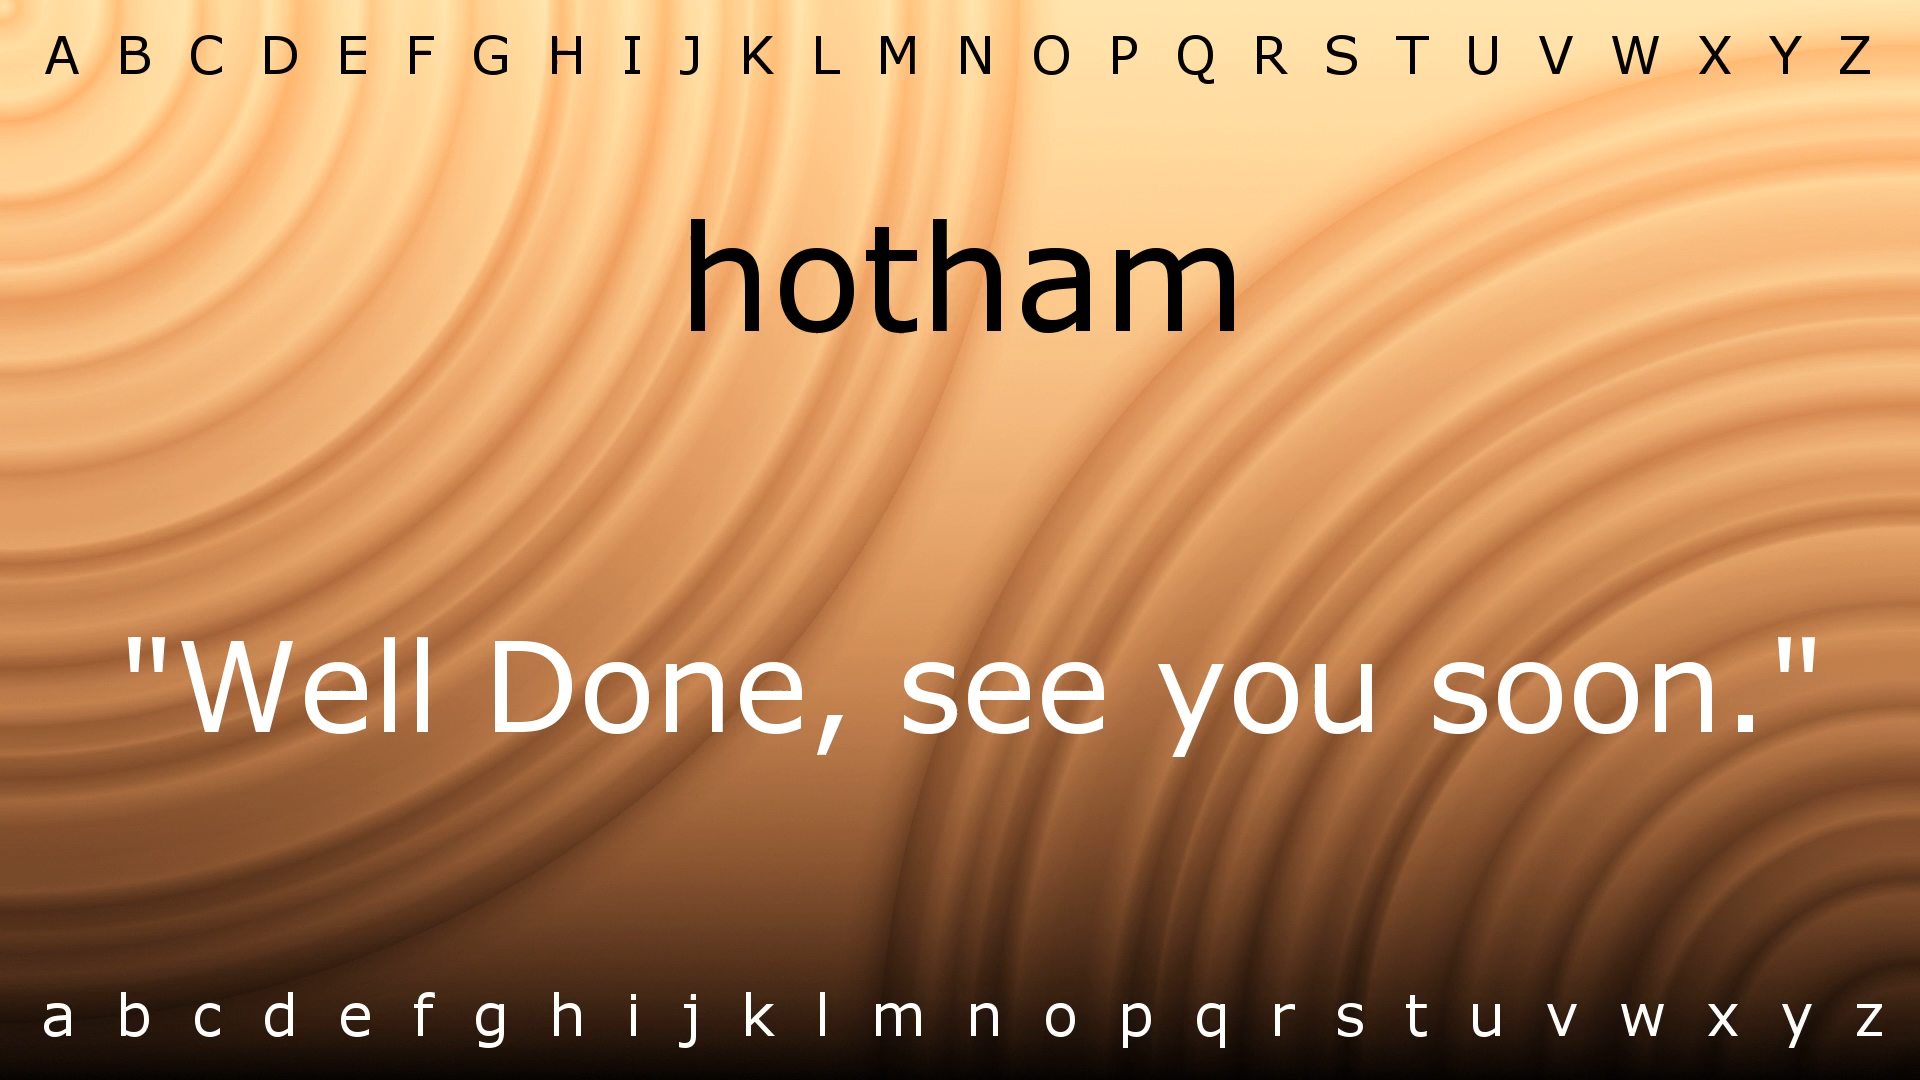 A B C D E F G H I J K L M N O P Q R S T U V W X Y Z
hotham
"Well Done, see you soon."
a b c d e f g h i j k l m n o p q r s t u v w x y z